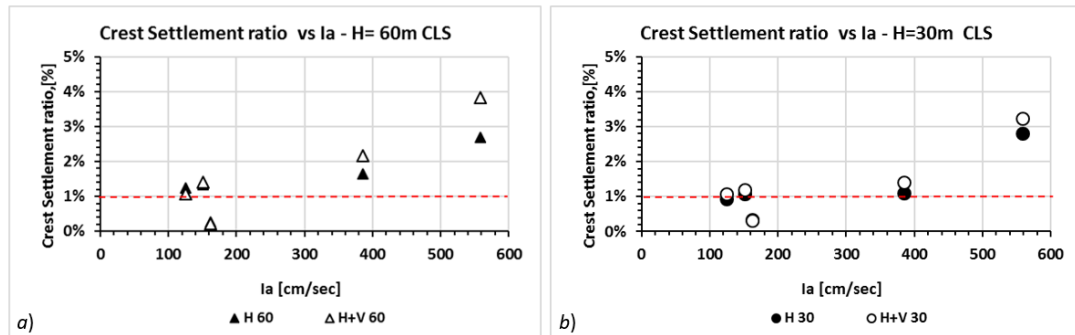 Crest Settlement ratio vs Ia - H= 60m CLS
Crest Settlement ratio,[%]
5%
4%
3%
2%
1%
0%
0 100 200 300 400 500 600
Ia [cm/sec]
▲ H 60 △ H+V 60
a)
Crest Settlement ratio vs Ia - H=30m CLS
Crest Settlement ratio,[%]
5%
4%
3%
2%
1%
0%
0 100 200 300 400 500 600
Ia [cm/sec]
● H 30 ○ H+V 30
b)